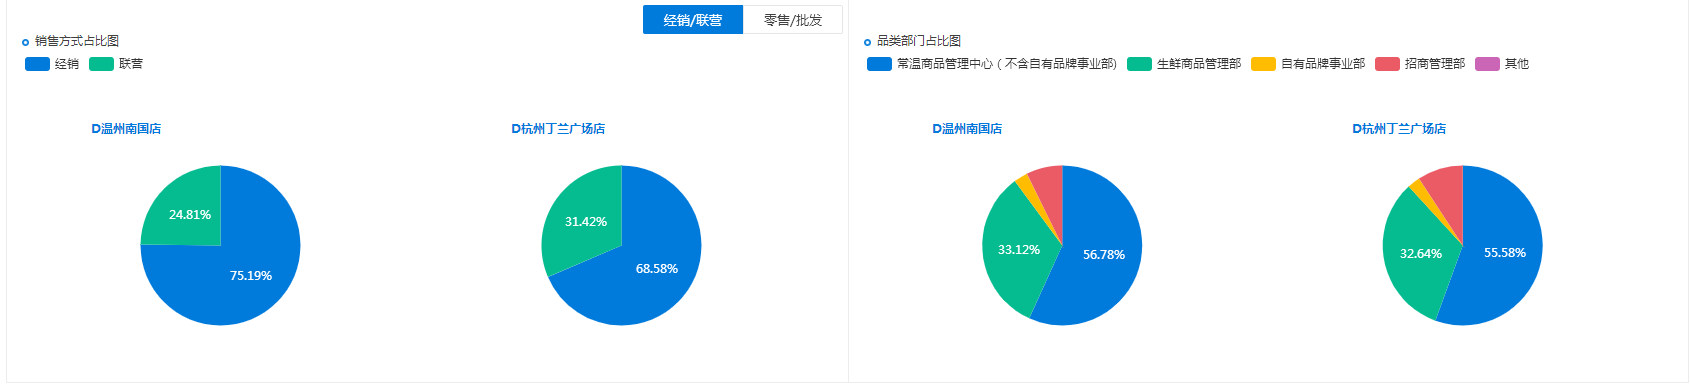 经销/联营 零售/批发
销售方式占比图
经销 联营
D温州南国店 D杭州丁兰广场店
24.81%
75.19%
31.42%
68.58%
品类部门占比图
常温商品管理中心（不含自有品牌事业部) 生鲜商品管理部 自有品牌事业部 招商管理部 其他
D温州南国店 D杭州丁兰广场店
33.12%
56.78%
32.64%
55.58%